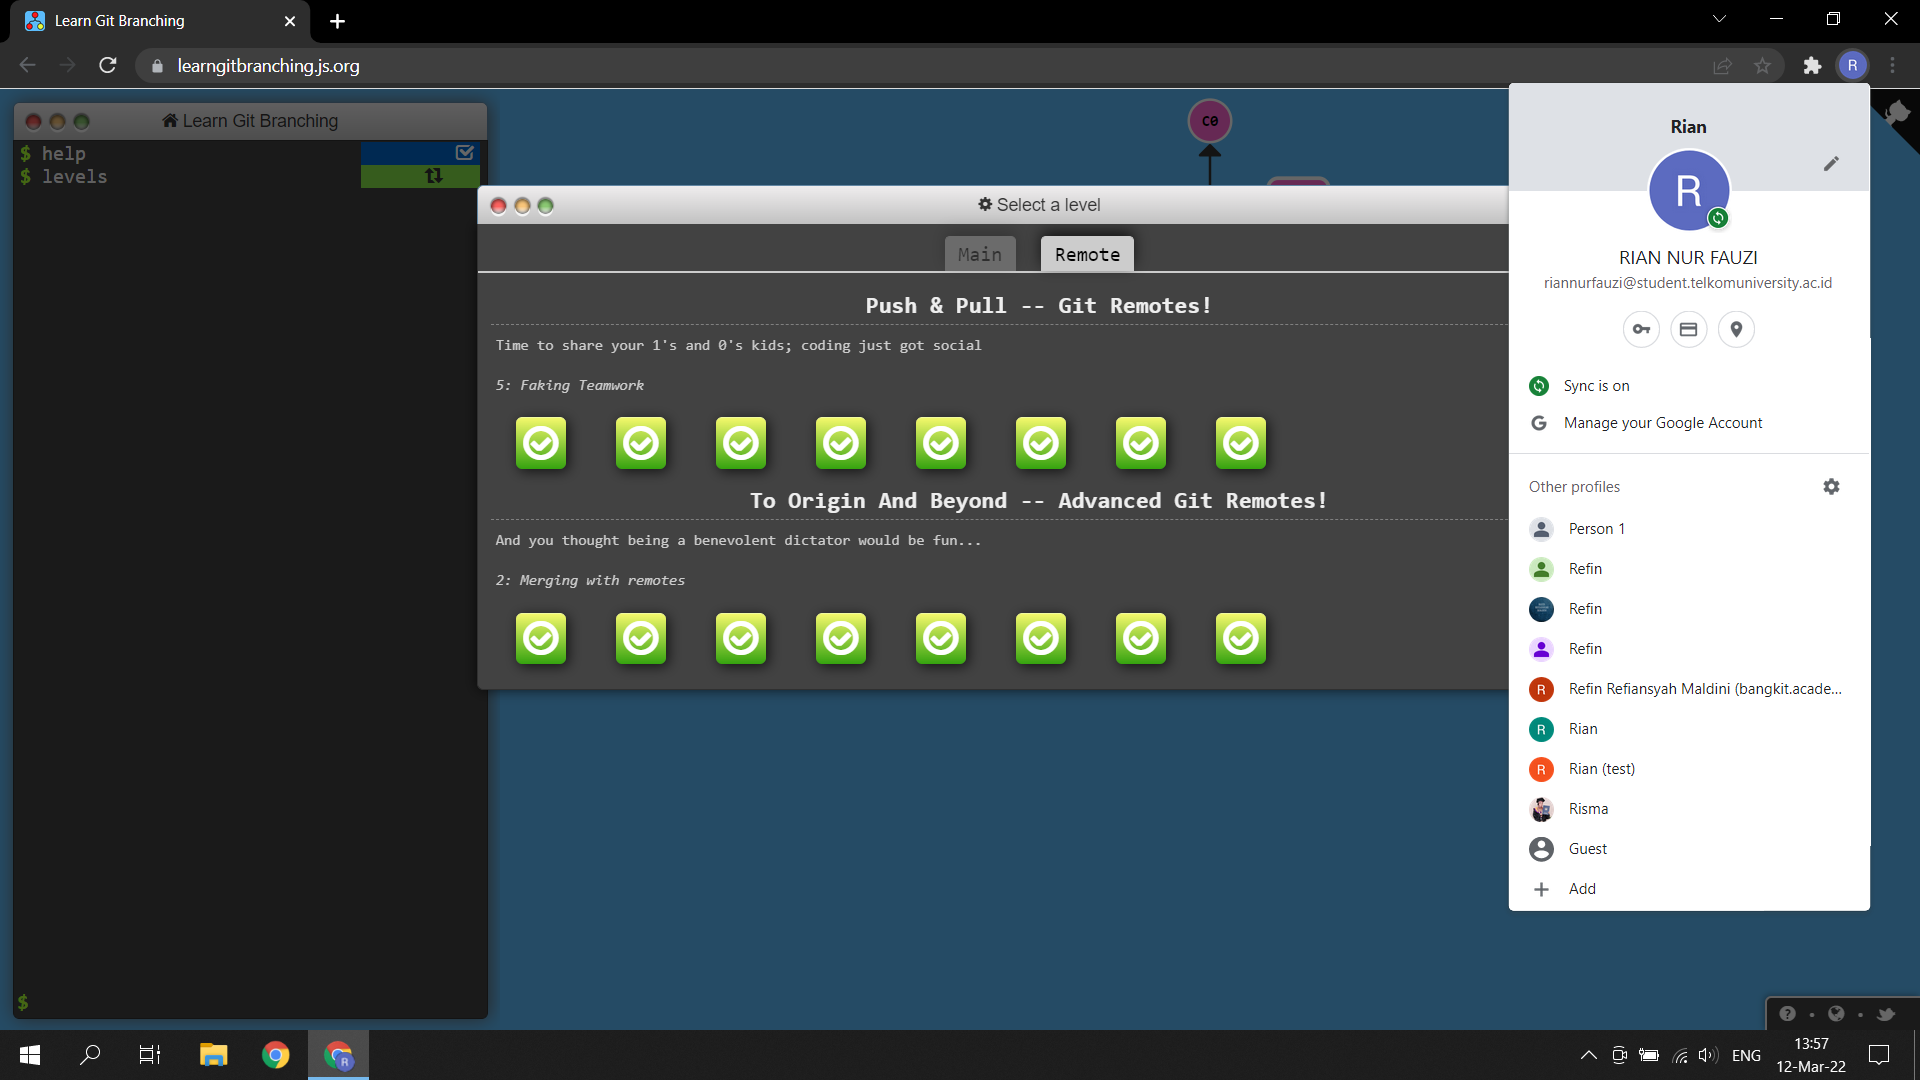 Learn Git Branching
learngitbranching.js.org
R
Learn Git Branching
$ help
$ levels
C0
Select a level
Main
Remote
Push & Pull -- Git Remotes!
Time to share your 1's and 0's kids; coding just got social
5: Faking Teamwork
To Origin And Beyond -- Advanced Git Remotes!
And you thought being a benevolent dictator would be fun...
2: Merging with remotes
$
Rian
R
RIAN NUR FAUZI
riannurfauzi@student.telkomuniversity.ac.id
Sync is on
G Manage your Google Account
Other profiles
Person 1
Refin
Refin
Refin
R Refin Refiansyah Maldini (bangkit.acade...
R Rian
R Rian (test)
Risma
Guest
+ Add
?
R
ENG
13:57
12-Mar-22